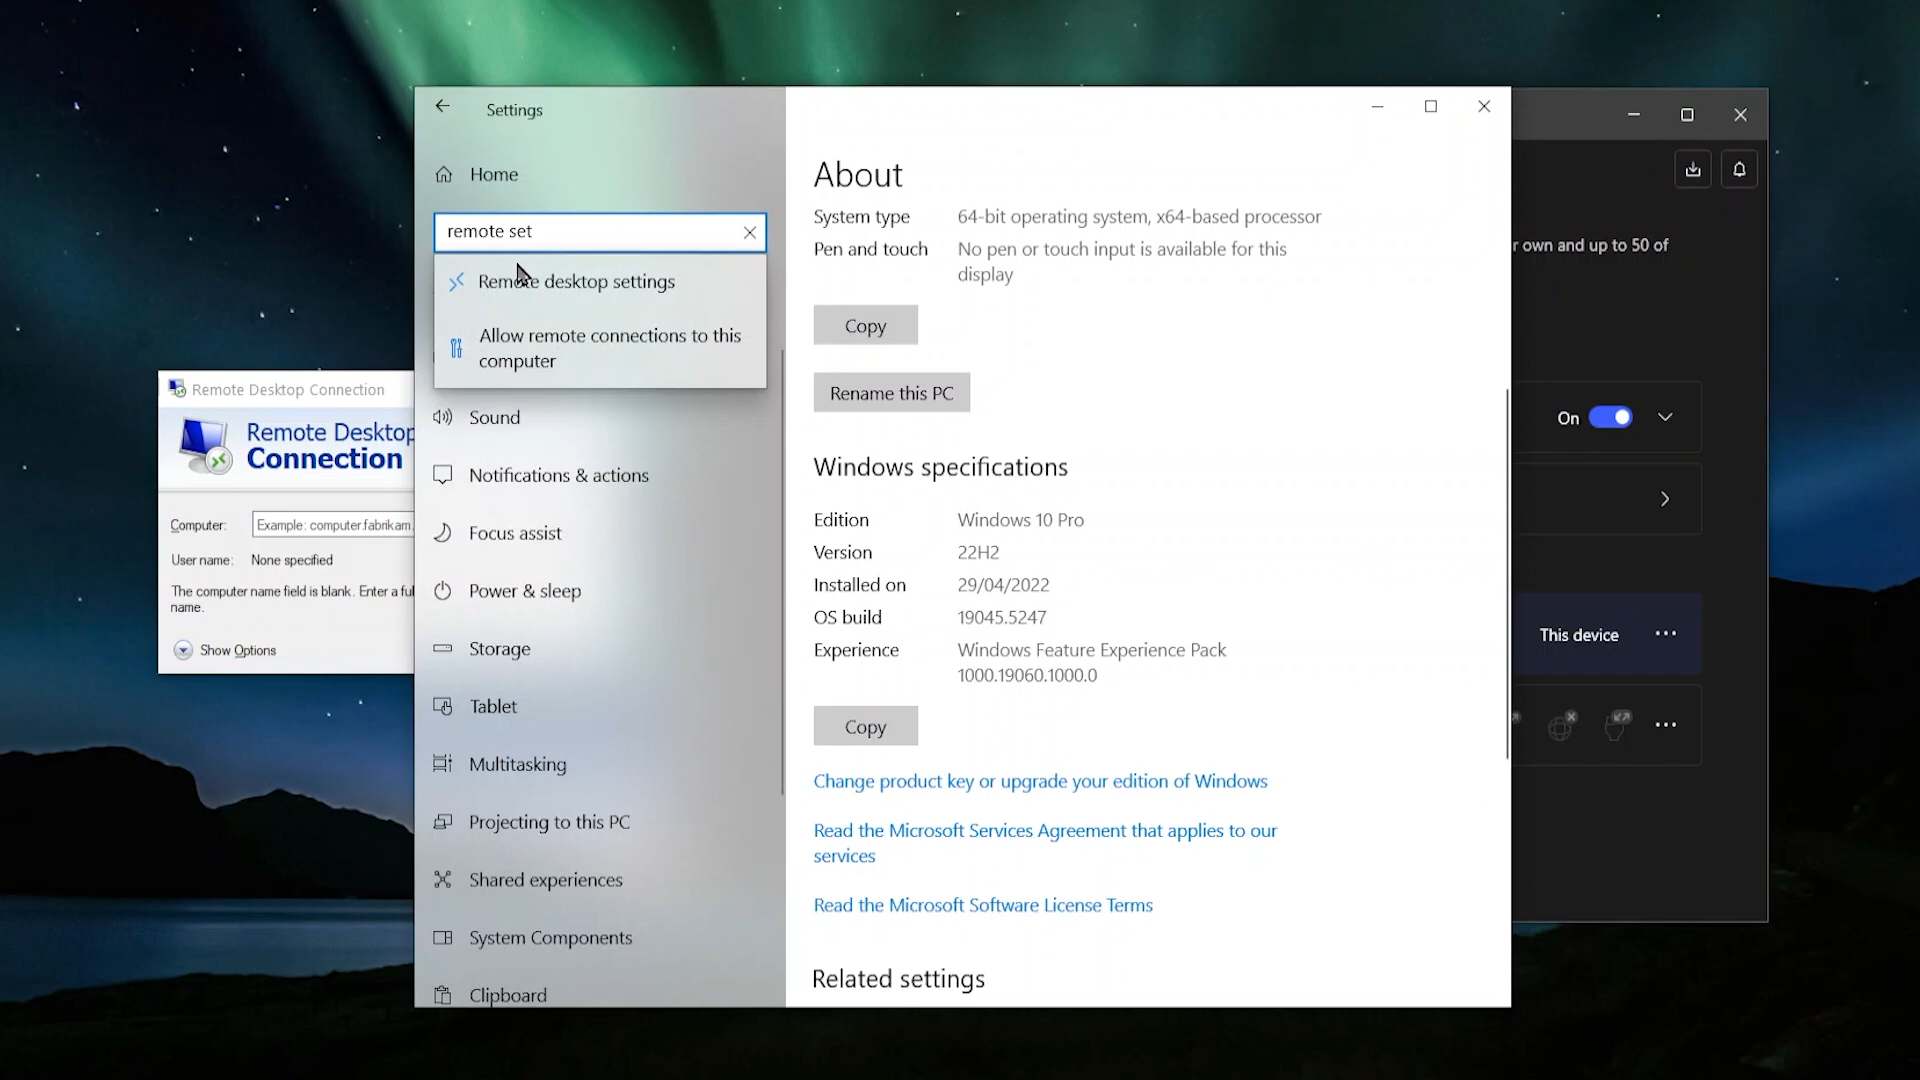 Settings
Home
remote set
Remote desktop settings
Allow remote connections to this
computer
Sound
Notifications & actions
Focus assist
Power & sleep
Storage
Tablet
Multitasking
Projecting to this PC
Shared experiences
System Components
Clipboard
About
System type 64-bit operating system, x64-based processor
Pen and touch No pen or touch input is available for this
display
Copy
Rename this PC
Windows specifications
Edition Windows 10 Pro
Version 22H2
Installed on 29/04/2022
OS build 19045.5247
Experience Windows Feature Experience Pack
1000.19060.1000.0
Copy
Change product key or upgrade your edition of Windows
Read the Microsoft Services Agreement that applies to our
services
Read the Microsoft Software License Terms
Related settings
Remote Desktop Connection
Remote Desktop
Connection
Computer: Example: computer.fabrikam.
User name: None specified
The computer name field is blank. Enter a ful
name.
Show Options
r own and up to 50 of
On
This device